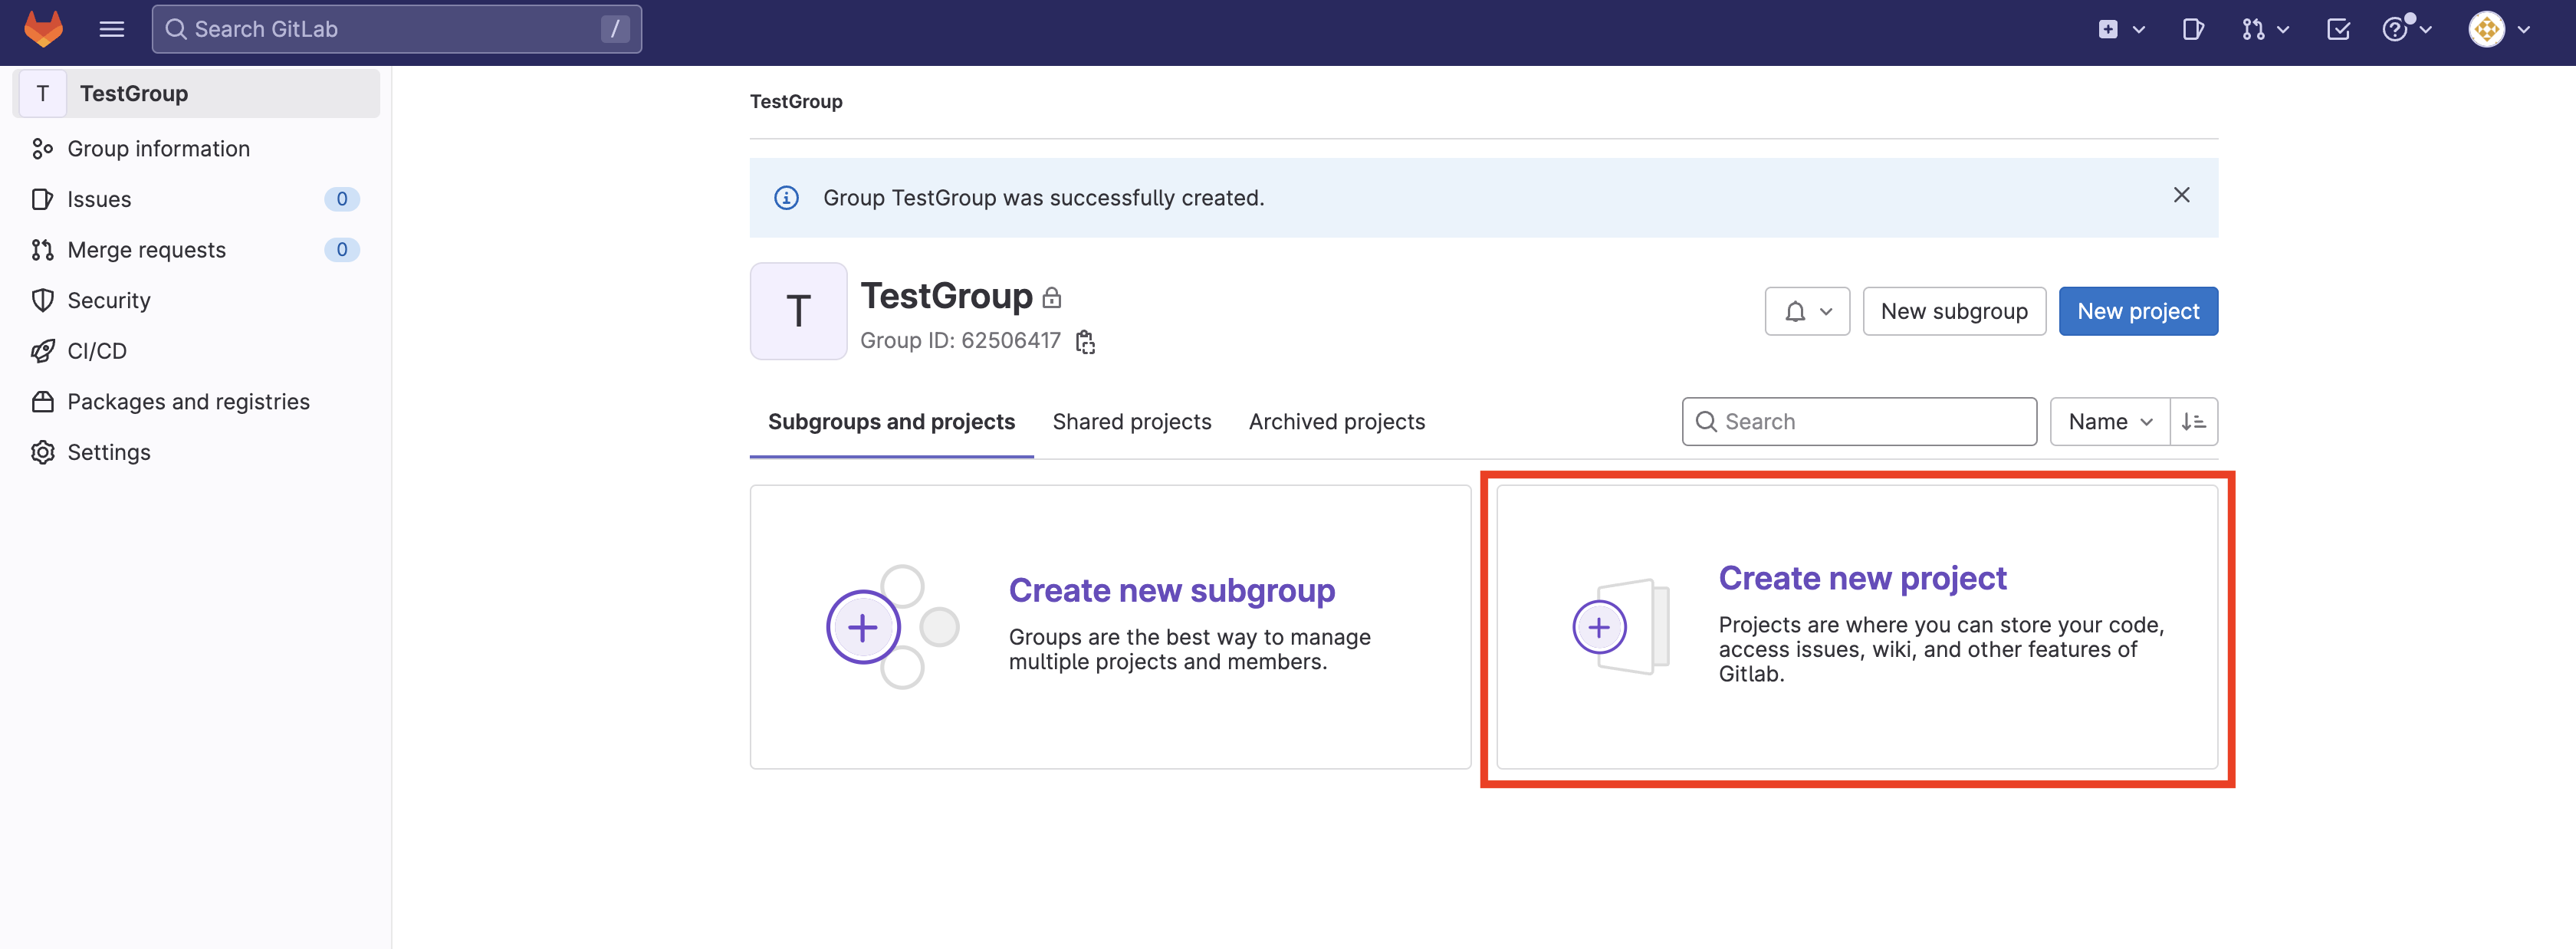 Search GitLab /
T TestGroup
Group information
Issues 0
Merge requests 0
Security
CI/CD
Packages and registries
Settings
TestGroup
Group TestGroup was successfully created.
T
TestGroup
Group ID: 62506417
New subgroup
New project
Subgroups and projects Shared projects Archived projects
Search
Name
Create new subgroup
Groups are the best way to manage
multiple projects and members.
Create new project
Projects are where you can store your code,
access issues, wiki, and other features of
Gitlab.